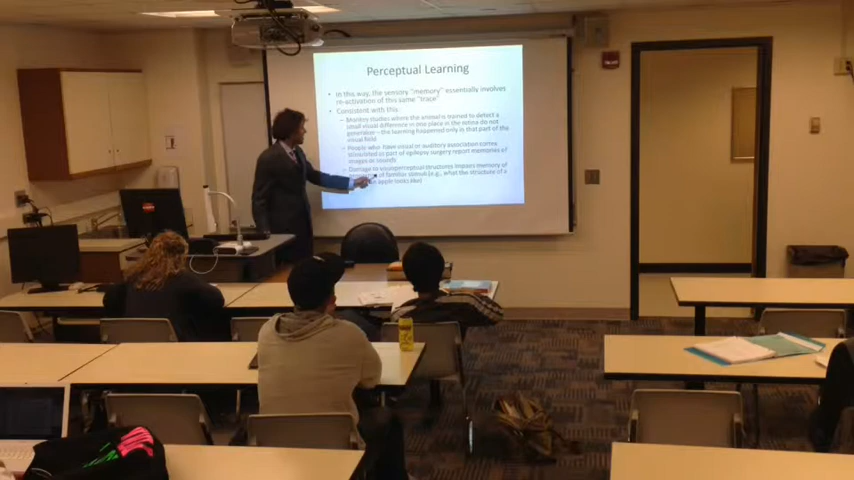 Perceptual Learning
• In this way, the sensory "memory" essentially involves
re-activation of this same "trace"
• Consistent with this
– Monkey studies where the animal is trained to detect a
small visual difference in one place in the retina do not
– the learning happened only in that part of the
visual field
– People who have visual or auditory association cortex
stimulated as part of epilepsy surgery report memories of
images or sounds
– Damage to perceptual structures impairs memory of
of familiar stimuli (e.g., what the structure of a
apple looks like)